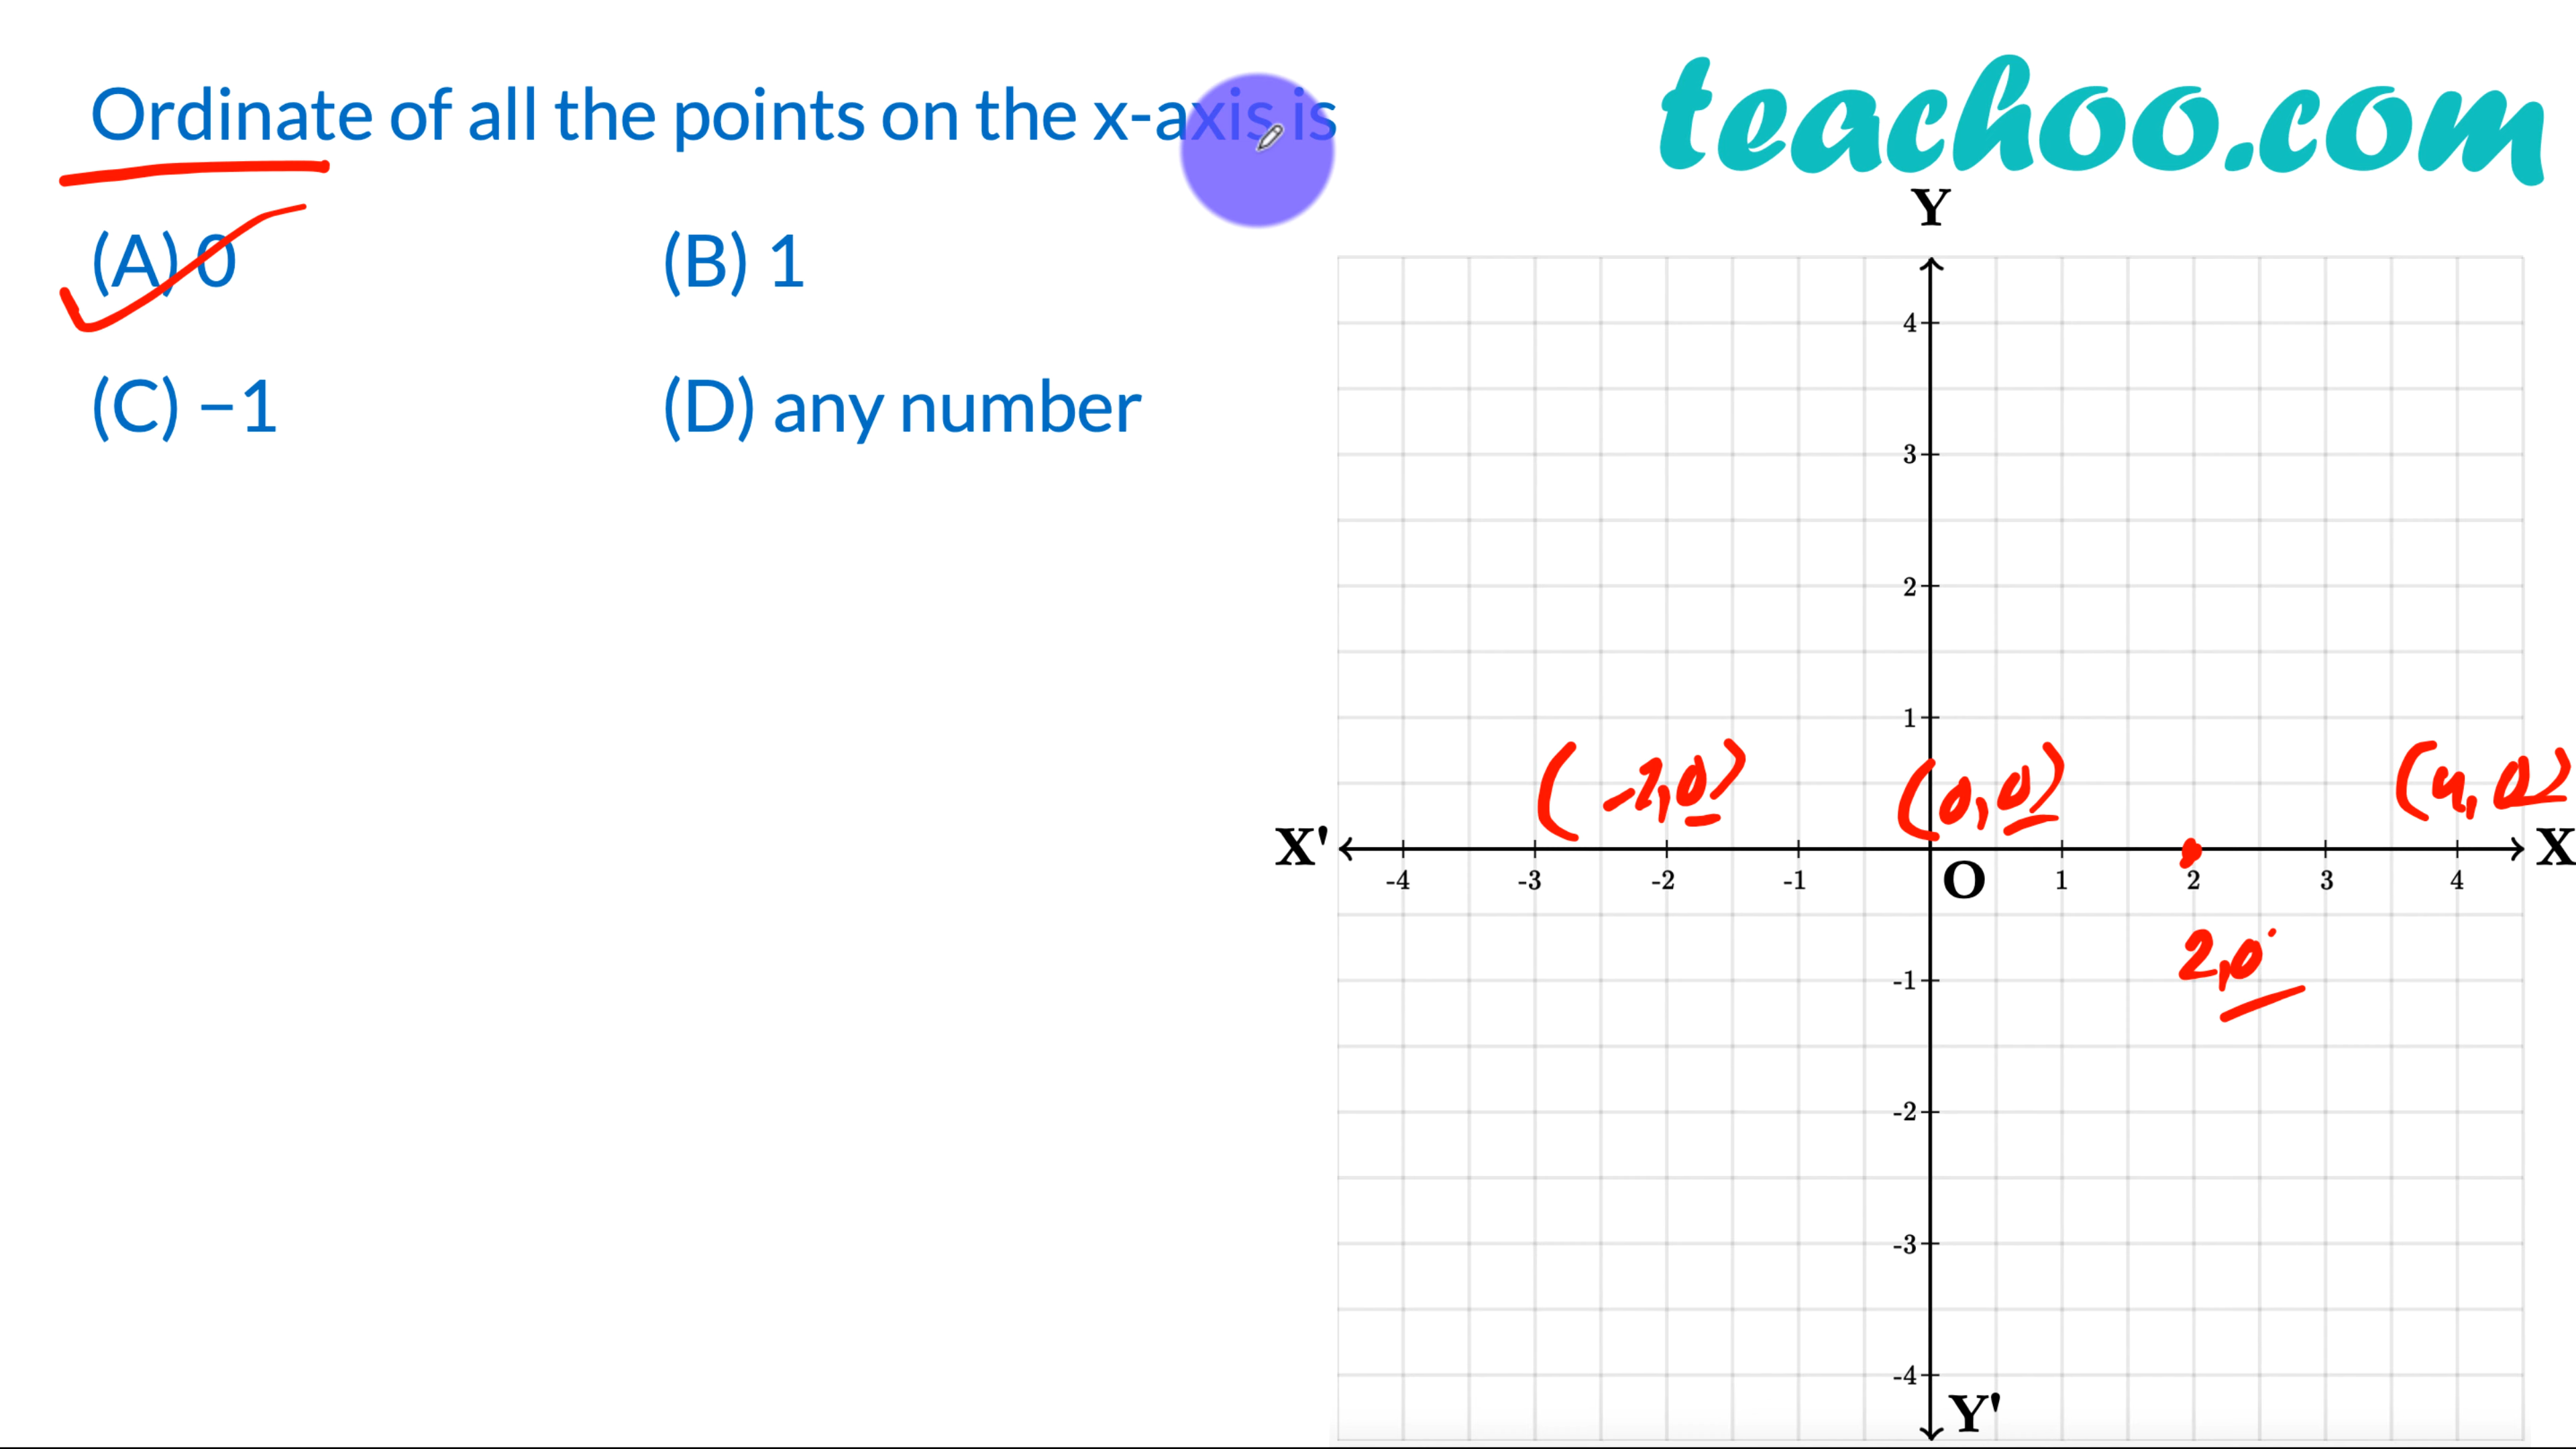 Ordinate of all the points on the x-axis is
teachoo.com
(A) 0
(B) 1
(C) −1
(D) any number
Y
4
3
2
1
(-2,0)
(0,0)
(4,0)
X'
X
-4
-3
-2
-1
O
1
2
3
4
2,0
-1
-2
-3
-4
Y'